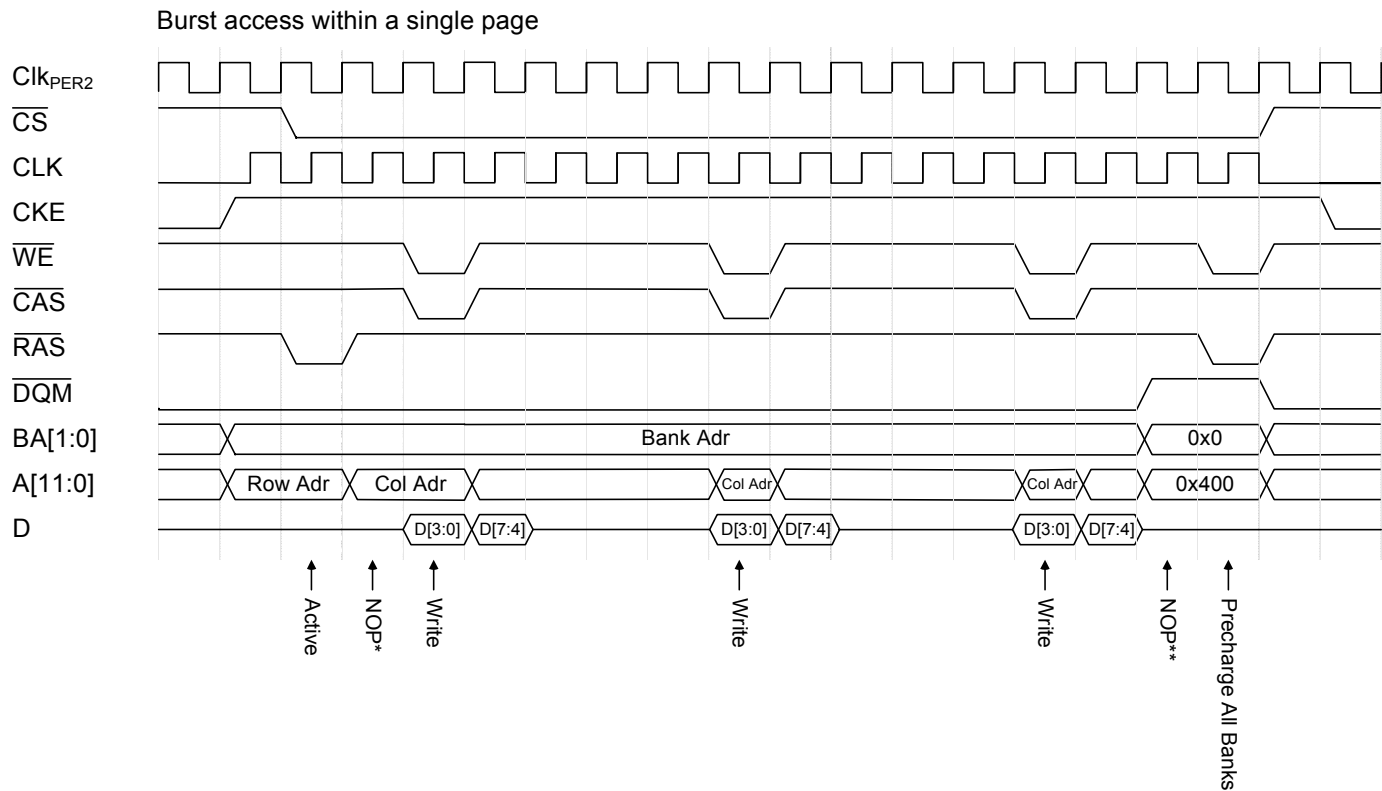 Burst access within a single page
ClkPER2
CS
CLK
CKE
WE
CAS
RAS
DQM
BA[1:0] Bank Adr 0x0
A[11:0] Row Adr Col Adr Col Adr Col Adr 0x400
D D[3:0] D[7:4] D[3:0] D[7:4] D[3:0] D[7:4]
Active
NOP*
Write
Write
Write
NOP**
Precharge All Banks